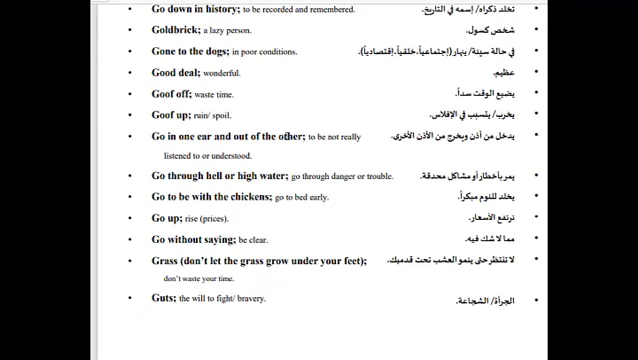 • Go down in history; to be recorded and remembered. تخلد ذكراه/ إسمه في التاريخ. •
• Goldbrick; a lazy person. شخص كسول. •
• Gone to the dogs; in poor conditions. في حالة سيئة/ ينهار (إجتماعياً،خلقياً،إقتصادياً). •
• Good deal; wonderful. عظيم. •
• Goof off; waste time. يضيع الوقت سداً. •
• Goof up; ruin/ spoil. يخرب/ يتسبب في الإفلاس. •
• Go in one ear and out of the other; to be not really يدخل من أذن ويخرج من الأذن الأخرى. •
listened to or understood.
• Go through hell or high water; go through danger or trouble. يمر بأخطار أو مشاكل محدقة. •
• Go to be with the chickens; go to bed early. يخلد للنوم مبكراً. •
• Go up; rise (prices). ترتفع الأسعار. •
• Go without saying; be clear. مما لا شك فيه. •
• Grass (don't let the grass grow under your feet); لا تنتظر حتى ينمو العشب تحت قدميك. •
don't waste your time.
• Guts; the will to fight/ bravery. الجرأة/ الشجاعة. •